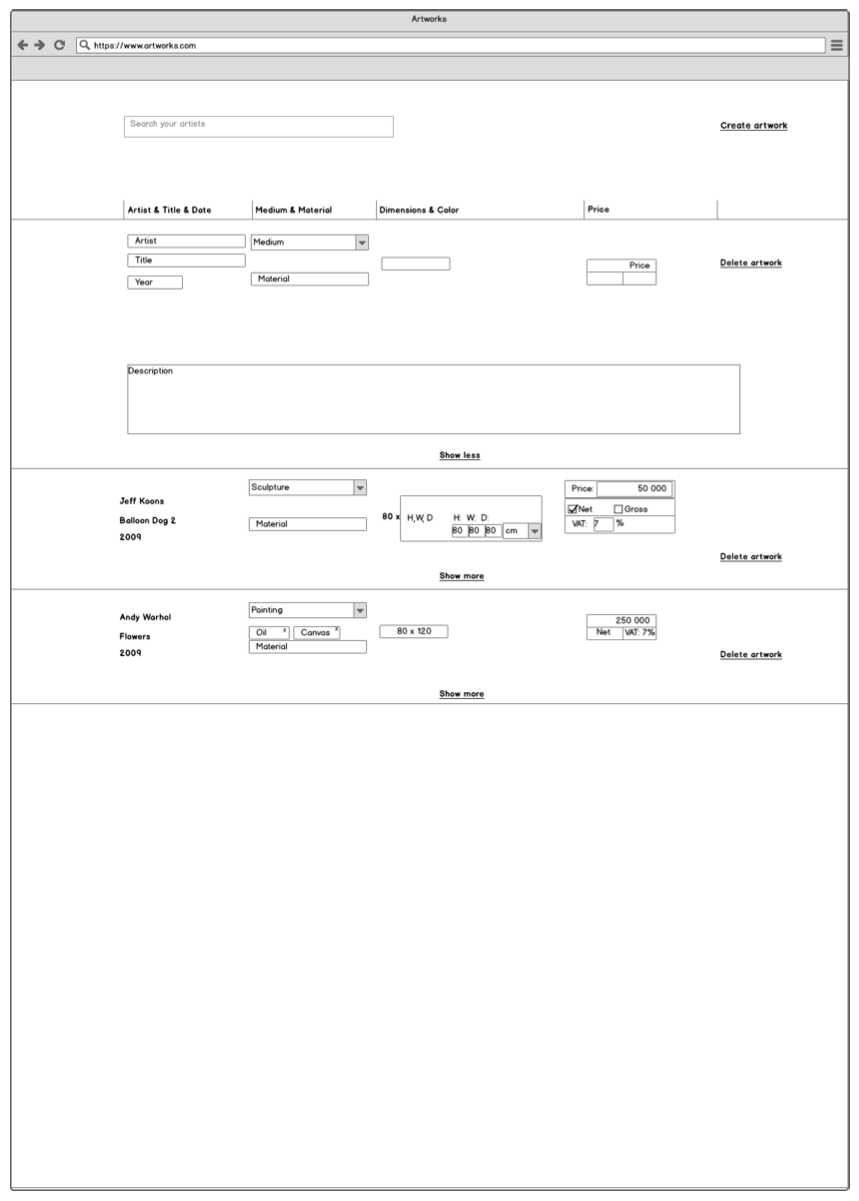 Artworks
https://www.artworks.com
Search your artists
Create artwork
Artist & Title & Date Medium & Material Dimensions & Color Price
Artist Medium
Title Price Delete artwork
Year Material
Description
Show less
Sculpture Price: 50 000
Jeff Koons
Net Gross
80 x H,W, D H: W: D:
Balloon Dog 2 Material VAT: 7 %
80 80 80 cm
2009
Delete artwork
Show more
Painting
Andy Warhol 250 000
Oil x Canvas x 80 x 120 Net VAT: 7%
Flowers
Material
2009 Delete artwork
Show more